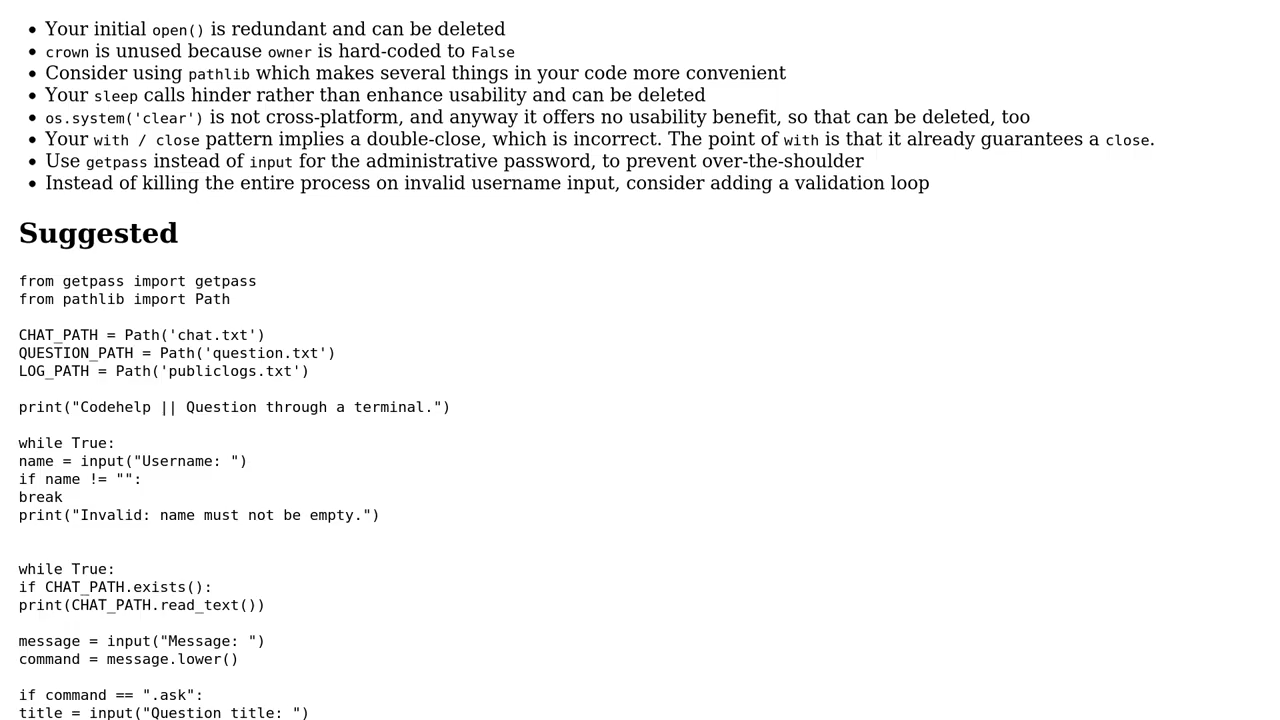 Your initial open() is redundant and can be deleted
crown is unused because owner is hard-coded to False
Consider using pathlib which makes several things in your code more convenient
Your sleep calls hinder rather than enhance usability and can be deleted
os.system('clear') is not cross-platform, and anyway it offers no usability benefit, so that can be deleted, too
Your with / close pattern implies a double-close, which is incorrect. The point of with is that it already guarantees a close.
Use getpass instead of input for the administrative password, to prevent over-the-shoulder
Instead of killing the entire process on invalid username input, consider adding a validation loop
Suggested
from getpass import getpass
from pathlib import Path
CHAT_PATH = Path('chat.txt')
QUESTION_PATH = Path('question.txt')
LOG_PATH = Path('publiclogs.txt')
print("Codehelp || Question through a terminal.")
while True:
name = input("Username: ")
if name != "":
break
print("Invalid: name must not be empty.")
while True:
if CHAT_PATH.exists():
print(CHAT_PATH.read_text())
message = input("Message: ")
command = message.lower()
if command == ".ask":
title = input("Question title: ")